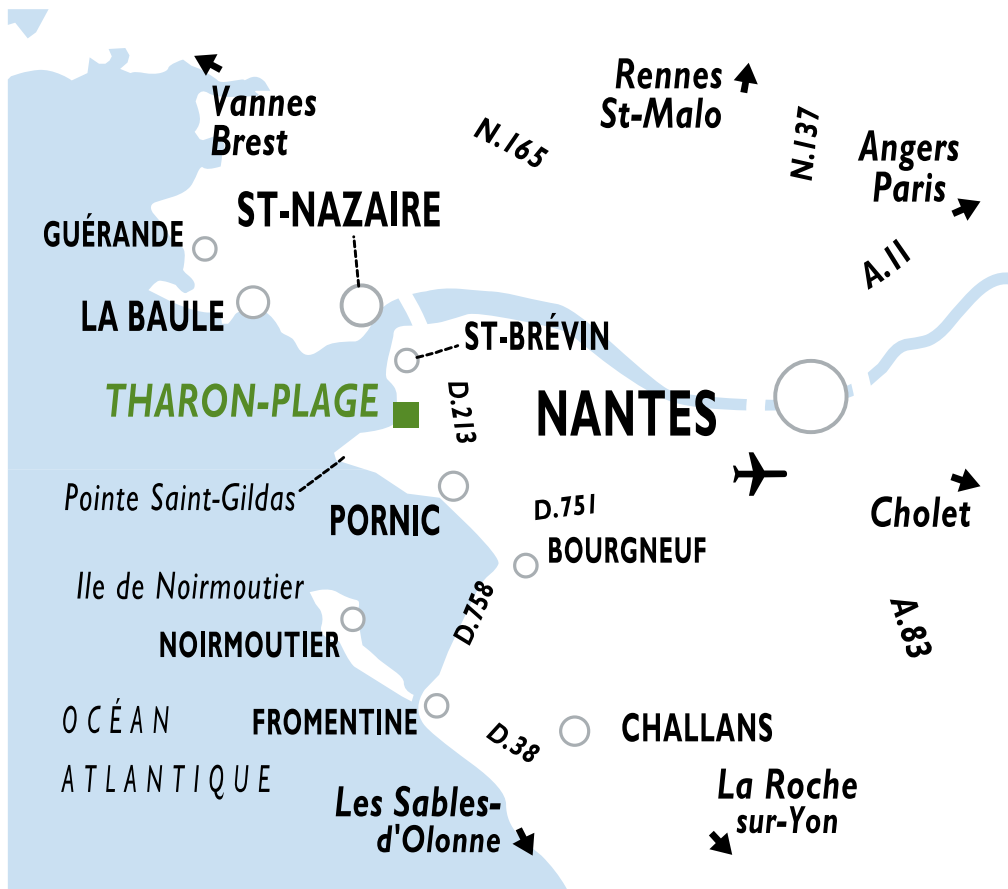 Rennes
St-Malo
Vannes
Brest
N.165
N.137
Angers
Paris
ST-NAZAIRE
GUÉRANDE
A.11
LA BAULE
ST-BRÉVIN
THARON-PLAGE
D.213
NANTES
Pointe Saint-Gildas
PORNIC
D.751
Cholet
BOURGNEUF
Ile de Noirmoutier
D.758
NOIRMOUTIER
A.83
OCÉAN
ATLANTIQUE
FROMENTINE
D.38
CHALLANS
Les Sables-
d'Olonne
La Roche
sur-Yon